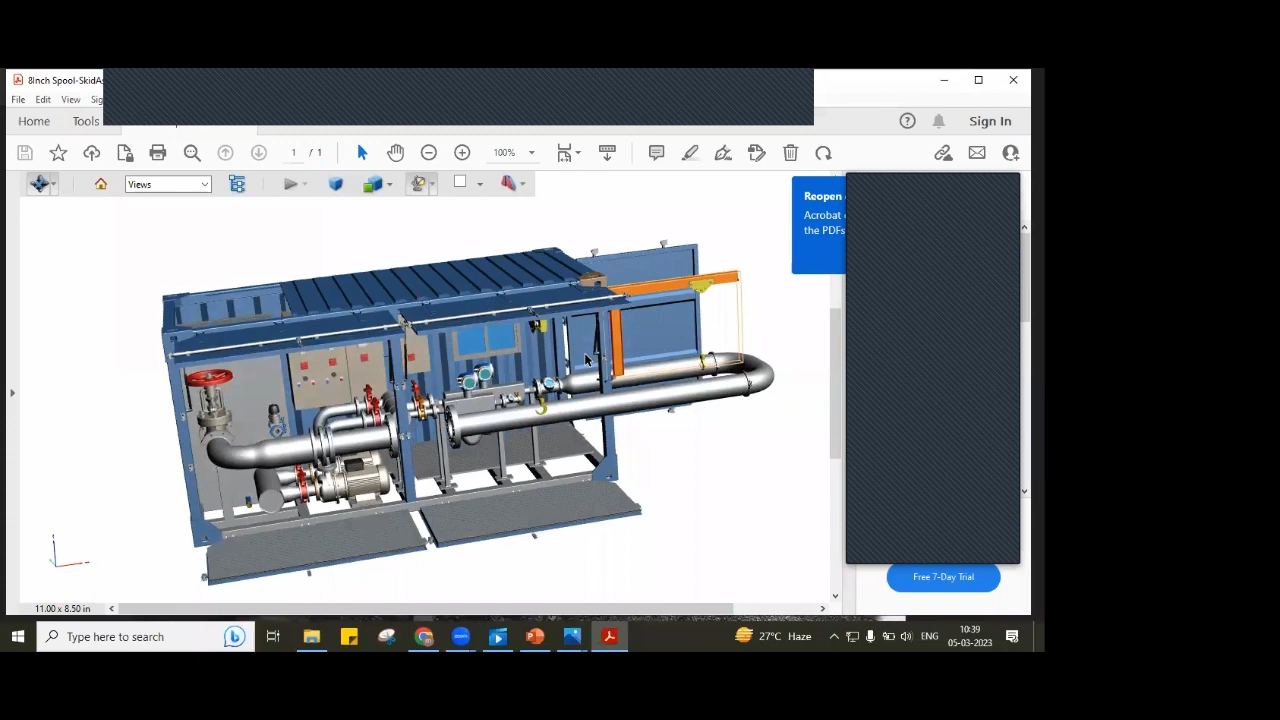 8Inch Spool-SkidAs
File Edit View Sig
Home Tools
Sign In
1 / 1
100%
Views
Reopen
Acrobat
the PDFs
Free 7-Day Trial
11.00 x 8.50 in
Type here to search
27°C Haze
ENG
10:39
05-03-2023